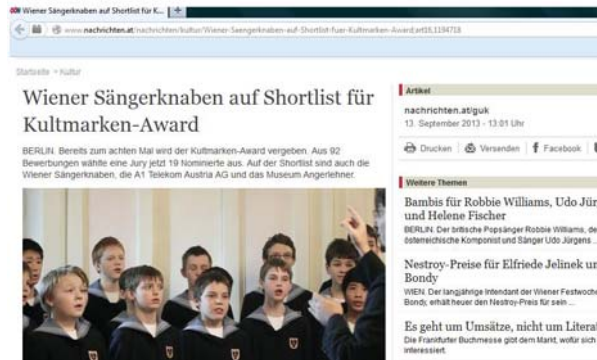 Wiener Sängerknaben auf Shortlist für K...
www.nachrichten.at/nachrichten/kultur/Wiener-Saengerknaben-auf-Shortlist-fuer-Kultmarken-Award;art16,1194718
Startseite > Kultur
Wiener Sängerknaben auf Shortlist für
Kultmarken-Award
BERLIN. Bereits zum achten Mal wird der Kultmarken-Award vergeben. Aus 92
Bewerbungen wählte eine Jury jetzt 19 Nominierte aus. Auf der Shortlist sind auch die
Wiener Sängerknaben, die A1 Telekom Austria AG und das Museum Angerlehner.
Artikel
nachrichten.at/guk
13. September 2013 - 13:01 Uhr
Drucken Versenden Facebook
Weitere Themen
Bambis für Robbie Williams, Udo Jür
und Helene Fischer
BERLIN. Der britische Popsänger Robbie Williams, de
österreichische Komponist und Sänger Udo Jürgens ...
Nestroy-Preise für Elfriede Jelinek un
Bondy
WIEN. Der langjährige Intendant der Wiener Festwoche
Bondy, erhält heuer den Nestroy-Preis für sein ...
Es geht um Umsätze, nicht um Litera
Die Frankfurter Buchmesse gibt dem Markt, wofür sich
interessiert.